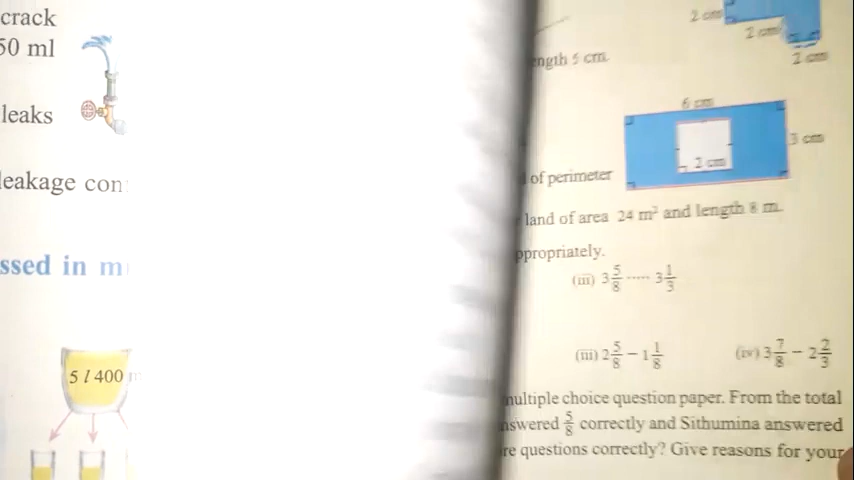 crack
50 ml
leaks
leakage con
ssed in m
5 l 400
2 cm
2 cm
2 cm
ength 5 cm.
6 cm
3 cm
2 cm
of perimeter
land of area 24 m² and length 8 m.
ppropriately.
(iii) 3 5/8 ..... 3 1/3
(iii) 2 5/8 − 1 1/8 (iv) 3 7/8 − 2 2/3
multiple choice question paper. From the total
nswered 5/8 correctly and Sithumina answered
re questions correctly? Give reasons for your